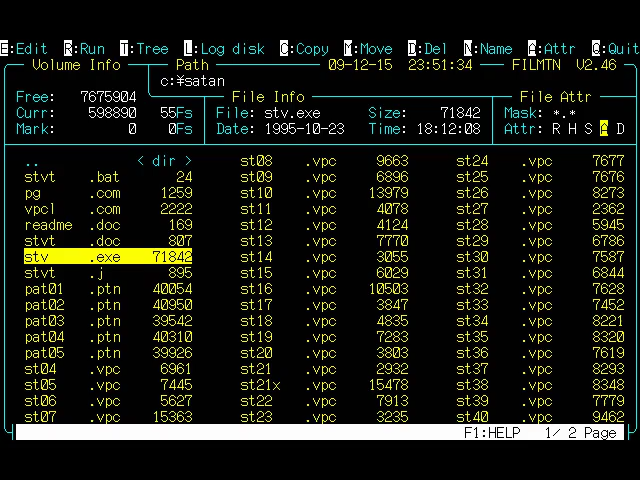 E:Edit R:Run T:Tree L:Log disk C:Copy M:Move D:Del N:Name A:Attr Q:Quit
Volume Info Path 09-12-15 23:51:34 FILMTN V2.46
c:¥satan
Free: 7675904 File Info File Attr
Curr: 598890 55Fs File: stv.exe Size: 71842 Mask: *.*
Mark: 0 0Fs Date: 1995-10-23 Time: 18:12:08 Attr: R H S A D
.. < dir > st08 .vpc 9663 st24 .vpc 7677
stvt .bat 24 st09 .vpc 6896 st25 .vpc 7676
pg .com 1259 st10 .vpc 13979 st26 .vpc 8273
vpcl .com 2222 st11 .vpc 4078 st27 .vpc 2362
readme .doc 169 st12 .vpc 4124 st28 .vpc 5945
stvt .doc 807 st13 .vpc 7770 st29 .vpc 6786
stv .exe 71842 st14 .vpc 3055 st30 .vpc 7587
stvt .j 895 st15 .vpc 6029 st31 .vpc 6844
pat01 .ptn 40054 st16 .vpc 10503 st32 .vpc 7628
pat02 .ptn 40950 st17 .vpc 3847 st33 .vpc 7452
pat03 .ptn 39542 st18 .vpc 4835 st34 .vpc 8221
pat04 .ptn 40310 st19 .vpc 7283 st35 .vpc 8320
pat05 .ptn 39926 st20 .vpc 3803 st36 .vpc 7619
st04 .vpc 6961 st21 .vpc 2932 st37 .vpc 8293
st05 .vpc 7445 st21x .vpc 15478 st38 .vpc 8348
st06 .vpc 5627 st22 .vpc 7913 st39 .vpc 7779
st07 .vpc 15363 st23 .vpc 3235 st40 .vpc 9462
F1:HELP 1/ 2 Page